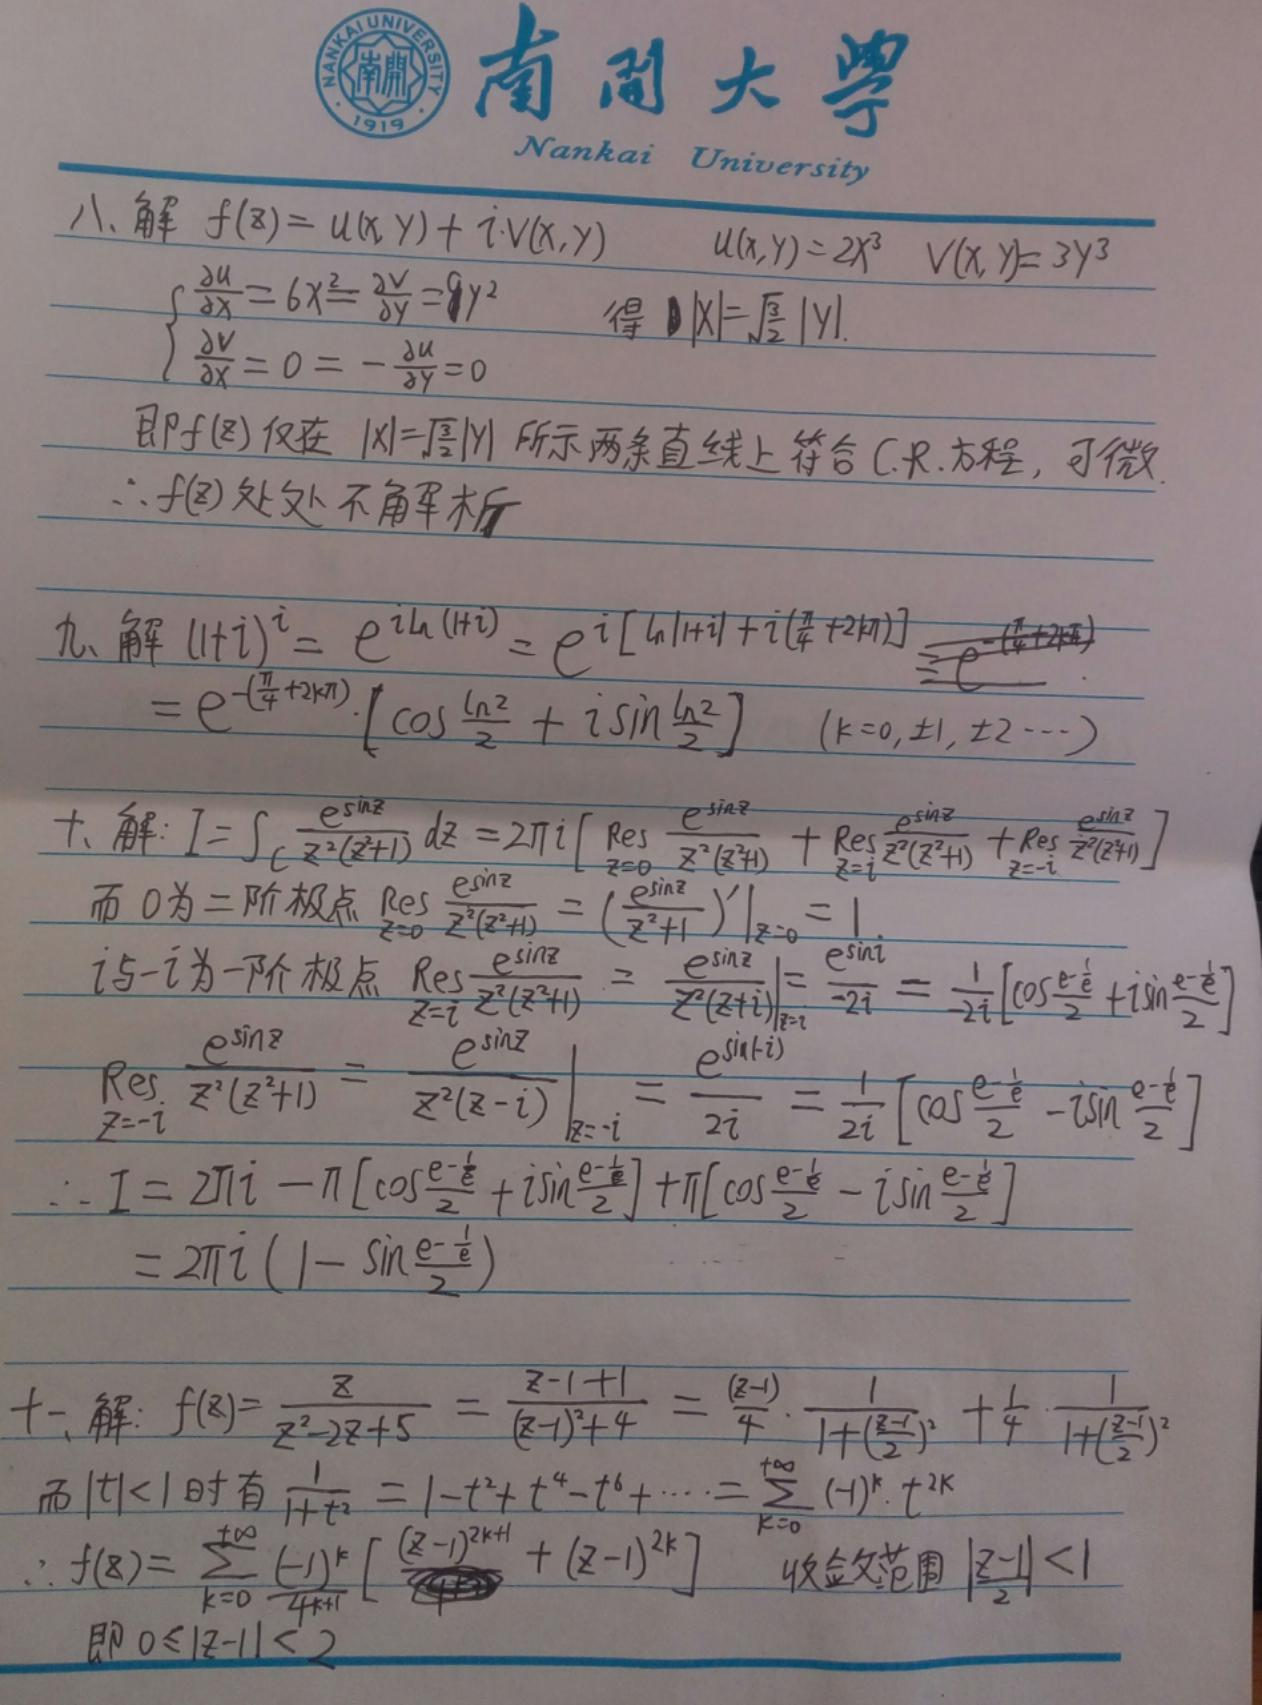 NANKAI UNIVERSITY
南開
1919
南開大學
Nankai University
八、解 f(z)=u(x,y)+i·v(x,y) u(x,y)=2x³ v(x,y)=3y³
{∂u/∂x=6x²=∂v/∂y=9y² 得 |x|=√(3/2)|y|.
∂v/∂x=0=-∂u/∂y=0
即f(z)仅在 |x|=√(3/2)|y| 所示两条直线上符合C.R.方程,可微.
∴f(z)处处不解析
九、解 (1+i)^i = e^{i Ln(1+i)} = e^{i[ln|1+i|+i(π/4+2kπ)]}
= e^{-(π/4+2kπ)}·[cos ln2/2 + i sin ln2/2] (k=0,±1,±2···)
十、解: I=∫_C e^{sinz}/(z²(z²+1)) dz = 2πi[Res_{z=0} e^{sinz}/(z²(z²+1)) + Res_{z=i} e^{sinz}/(z²(z²+1)) + Res_{z=-i} e^{sinz}/(z²(z²+1))]
而 0为二阶极点 Res_{z=0} e^{sinz}/(z²(z²+1)) = (e^{sinz}/(z²+1))'|_{z=0} = 1.
i与-i为一阶极点 Res_{z=i} e^{sinz}/(z²(z²+1)) = e^{sinz}/(z²(z+i))|_{z=i} = e^{sini}/(-2i) = 1/(-2i)[cos (e-1/e)/2 + i sin (e-1/e)/2]
Res_{z=-i} e^{sinz}/(z²(z²+1)) = e^{sinz}/(z²(z-i))|_{z=-i} = e^{sin(-i)}/(2i) = 1/(2i)[cos (e-1/e)/2 - i sin (e-1/e)/2]
∴ I = 2πi - π[cos (e-1/e)/2 + i sin (e-1/e)/2] + π[cos (e-1/e)/2 - i sin (e-1/e)/2]
= 2πi(1 - sin (e-1/e)/2)
十一、解: f(z)= z/(z²-2z+5) = (z-1+1)/((z-1)²+4) = (z-1)/4 · 1/(1+((z-1)/2)²) + 1/4 · 1/(1+((z-1)/2)²)
而 |t|<1时有 1/(1+t²) = 1-t²+t⁴-t⁶+···· = Σ_{k=0}^{+∞} (-1)^k·t^{2k}
∴ f(z) = Σ_{k=0}^{+∞} (-1)^k/4^{k+1} [(z-1)^{2k+1} + (z-1)^{2k}] 收敛范围 |(z-1)/2|<1
即 0≤|z-1|<2